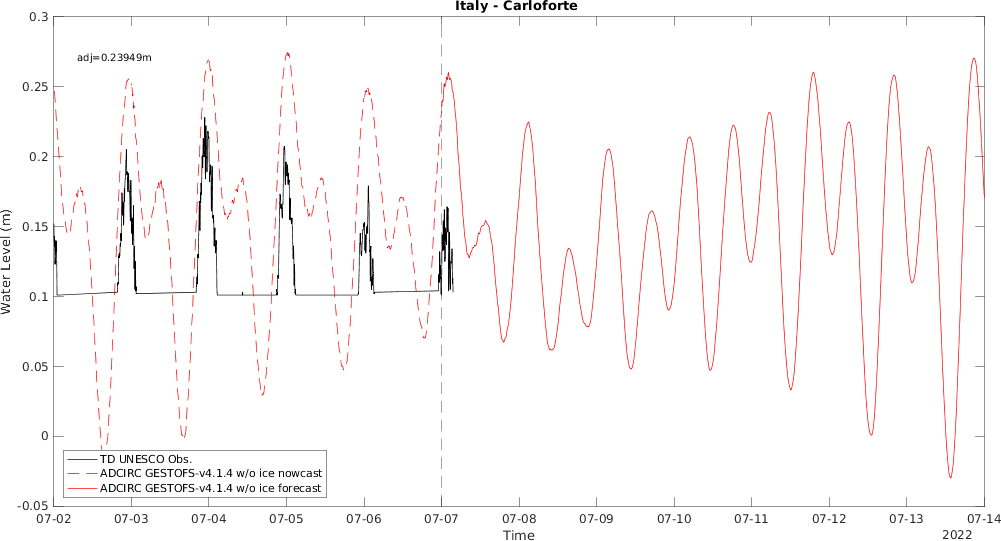 Italy - Carloforte
0.3
adj=0.23949m
0.25
0.2
0.15
0.1
0.05
0
-0.05
Water Level (m)
TD UNESCO Obs.
ADCIRC GESTOFS-v4.1.4 w/o ice nowcast
ADCIRC GESTOFS-v4.1.4 w/o ice forecast
07-02 07-03 07-04 07-05 07-06 07-07 07-08 07-09 07-10 07-11 07-12 07-13 07-14
Time
2022